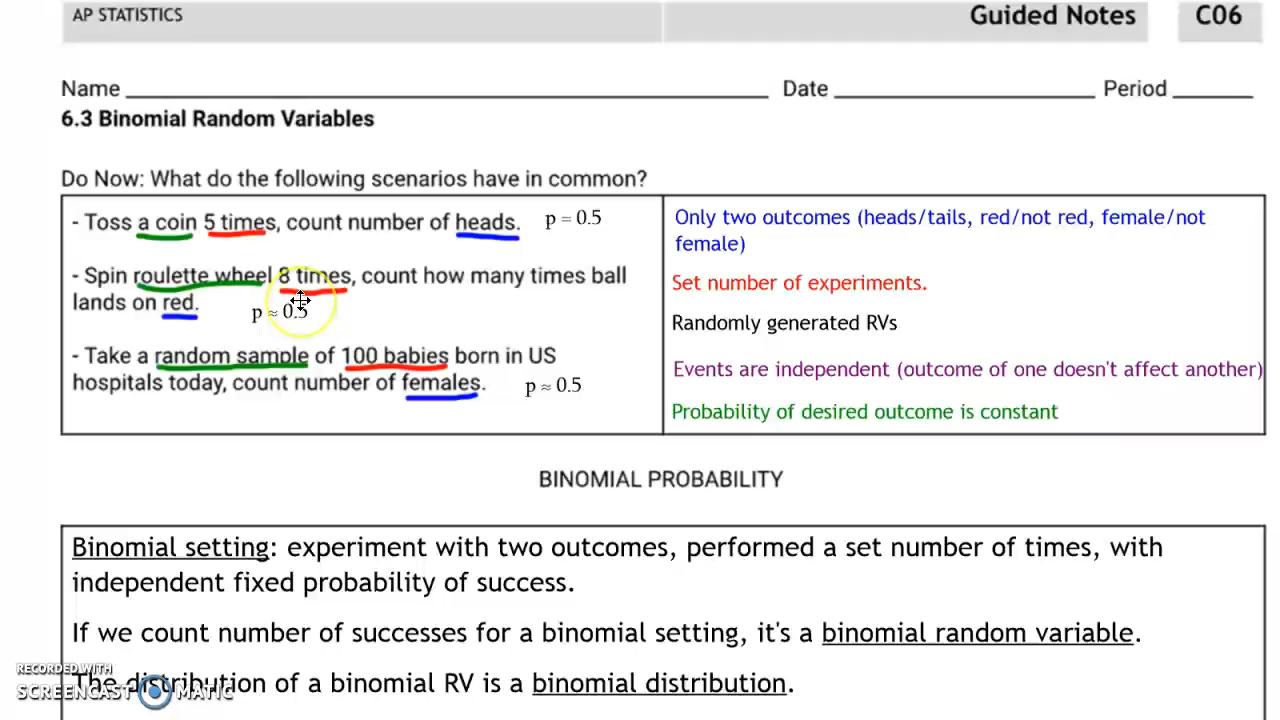 AP STATISTICS
Guided Notes
C06
Name ________ Date ________ Period ________
6.3 Binomial Random Variables
Do Now: What do the following scenarios have in common?
- Toss a coin 5 times, count number of heads. p = 0.5
- Spin roulette wheel 8 times, count how many times ball
lands on red.
p ≈ 0.5
- Take a random sample of 100 babies born in US
hospitals today, count number of females. p ≈ 0.5
Only two outcomes (heads/tails, red/not red, female/not
female)
Set number of experiments.
Randomly generated RVs
Events are independent (outcome of one doesn't affect another)
Probability of desired outcome is constant
BINOMIAL PROBABILITY
Binomial setting: experiment with two outcomes, performed a set number of times, with
independent fixed probability of success.
If we count number of successes for a binomial setting, it's a binomial random variable.
The distribution of a binomial RV is a binomial distribution.
RECORDED WITH
SCREENCAST MATIC